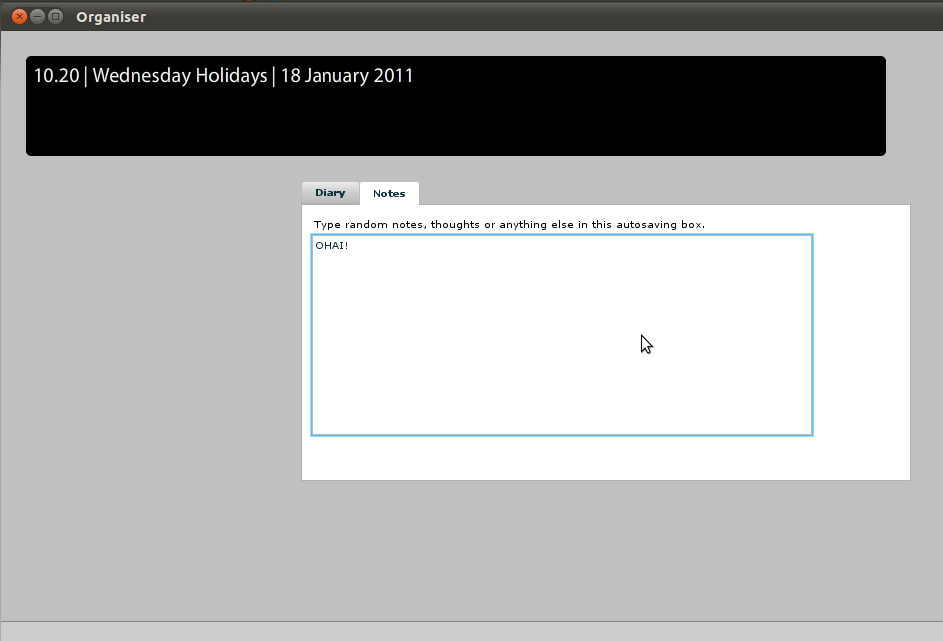 Organiser
10.20 | Wednesday Holidays | 18 January 2011
Diary
Notes
Type random notes, thoughts or anything else in this autosaving box.
OHAI!